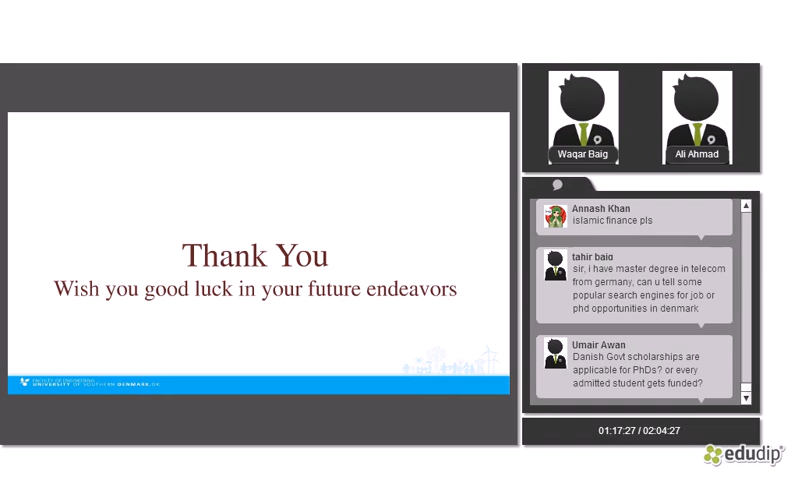 Thank You
Wish you good luck in your future endeavors
FACULTY OF ENGINEERING
UNIVERSITY OF SOUTHERN DENMARK.DK
Waqar Baig
Ali Ahmad
Annash Khan
islamic finance pls
tahir baig
sir, i have master degree in telecom
from germany, can u tell some
popular search engines for job or
phd opportunities in denmark
Umair Awan
Danish Govt scholarships are
applicable for PhDs? or every
admitted student gets funded?
01:17:27 / 02:04:27
edudip